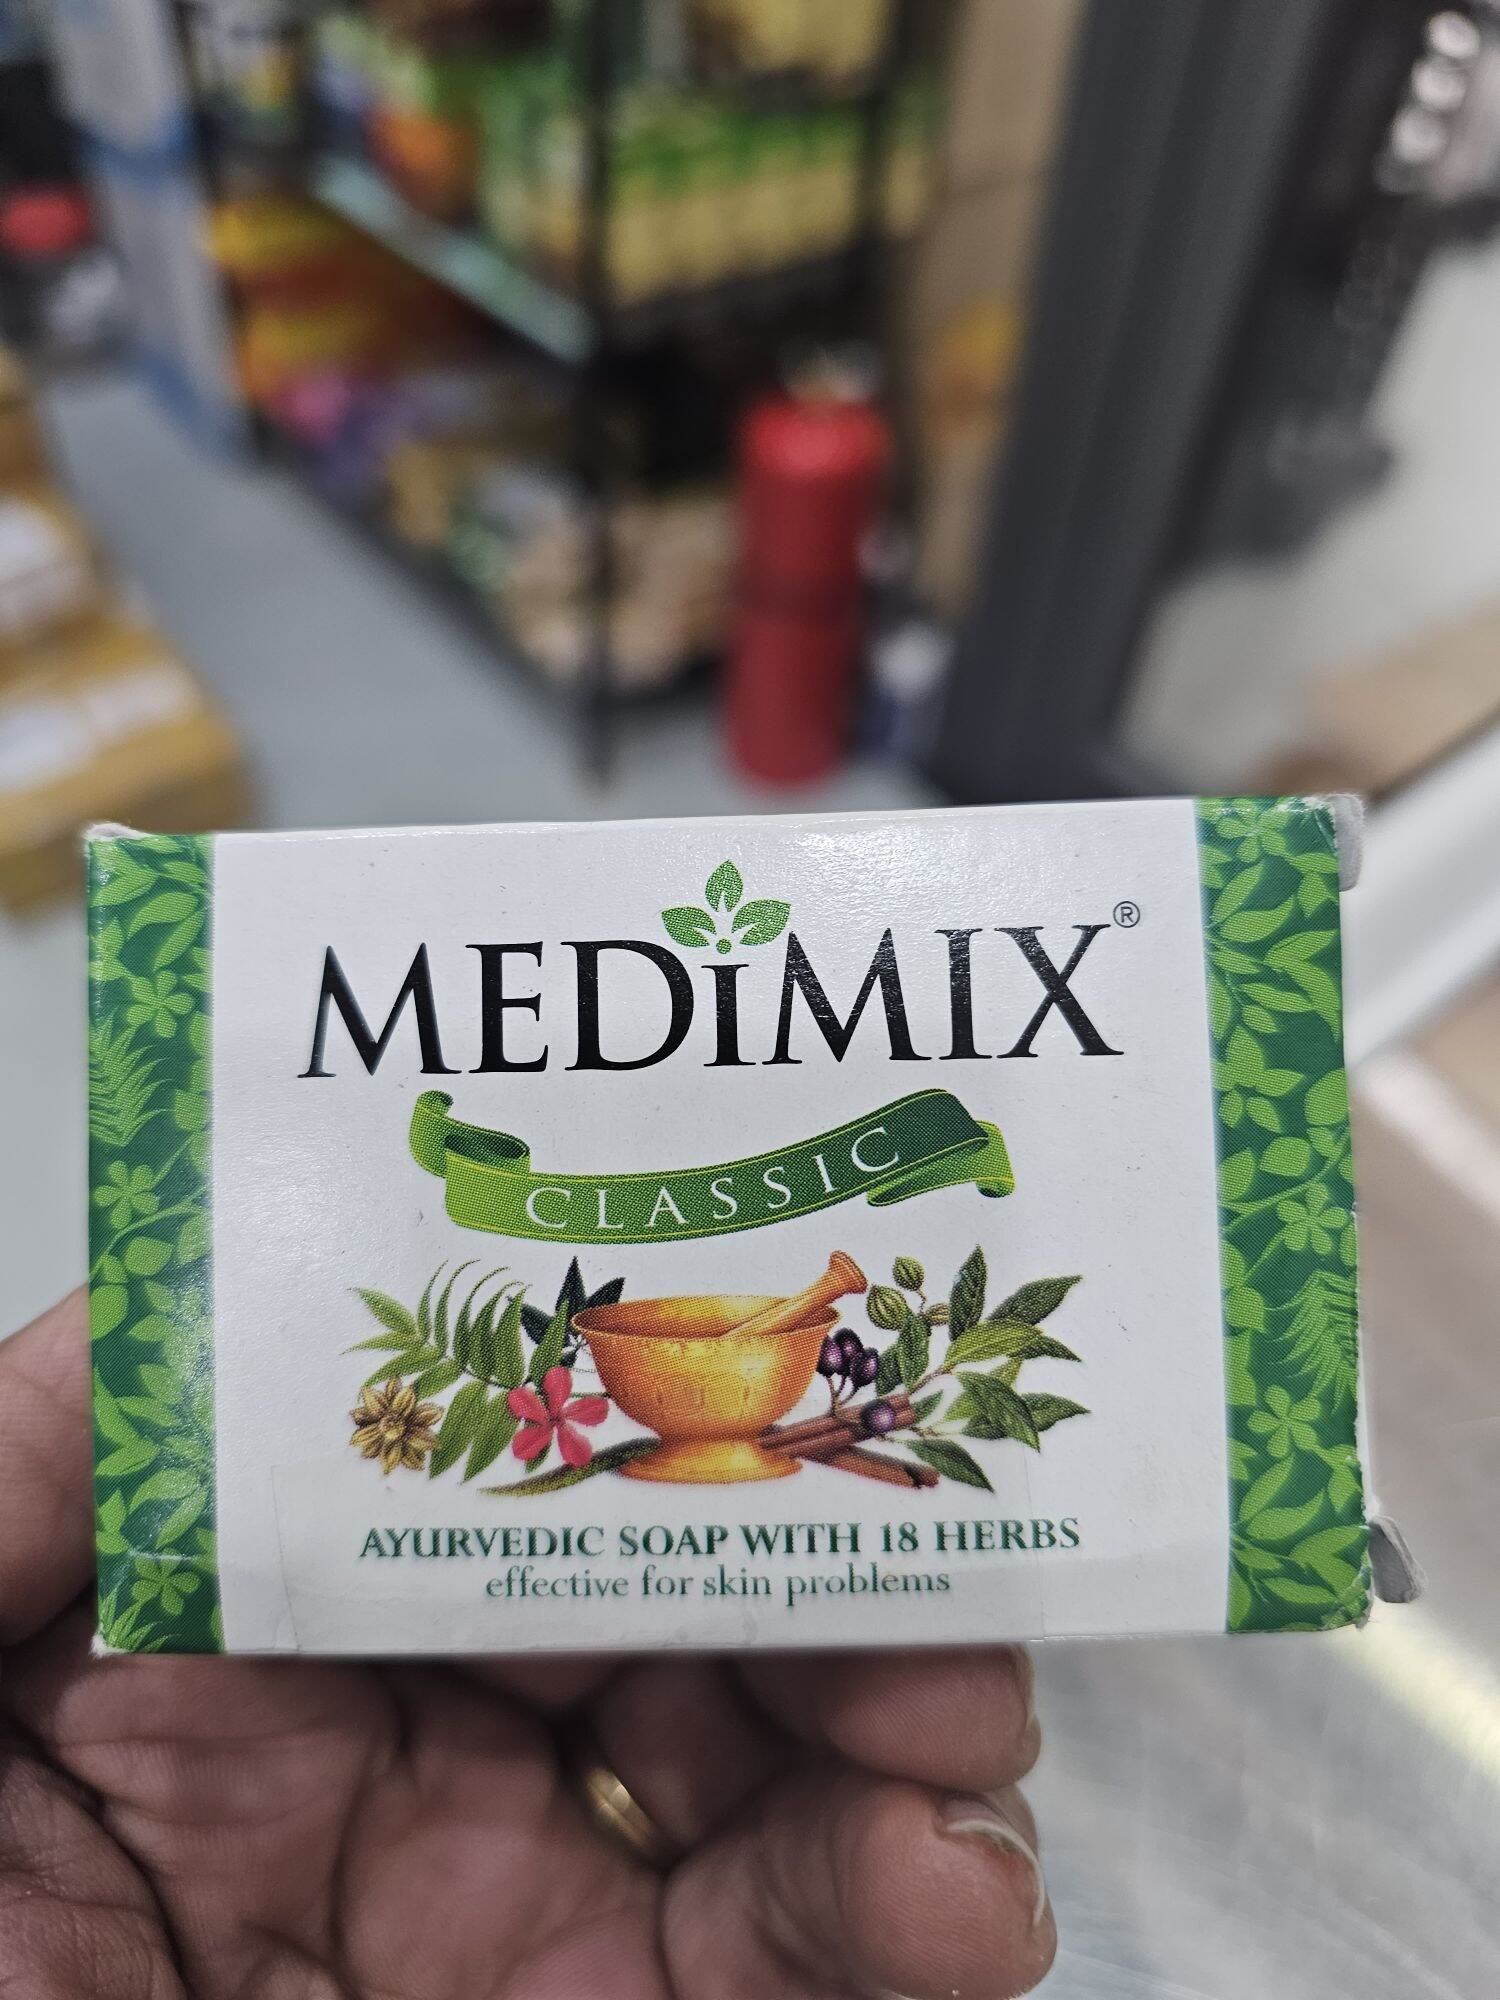 MEDiMIX®
CLASSIC
AYURVEDIC SOAP WITH 18 HERBS
effective for skin problems